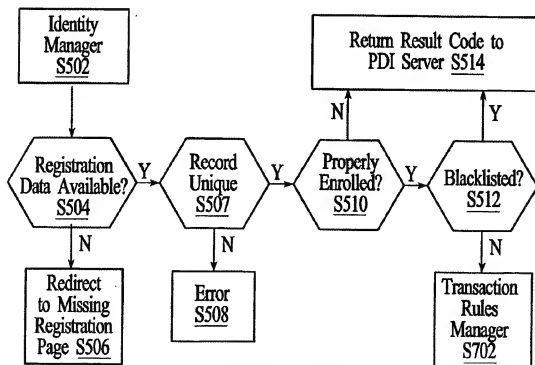 Identity
Manager
S502
Return Result Code to
PDI Server S514
N
Y
Registration
Data Available?
S504
Y
Record
Unique
S507
Y
Properly
Enrolled?
S510
Y
Blacklisted?
S512
N
N
N
Redirect
to Missing
Registration
Page S506
Error
S508
Transaction
Rules
Manager
S702